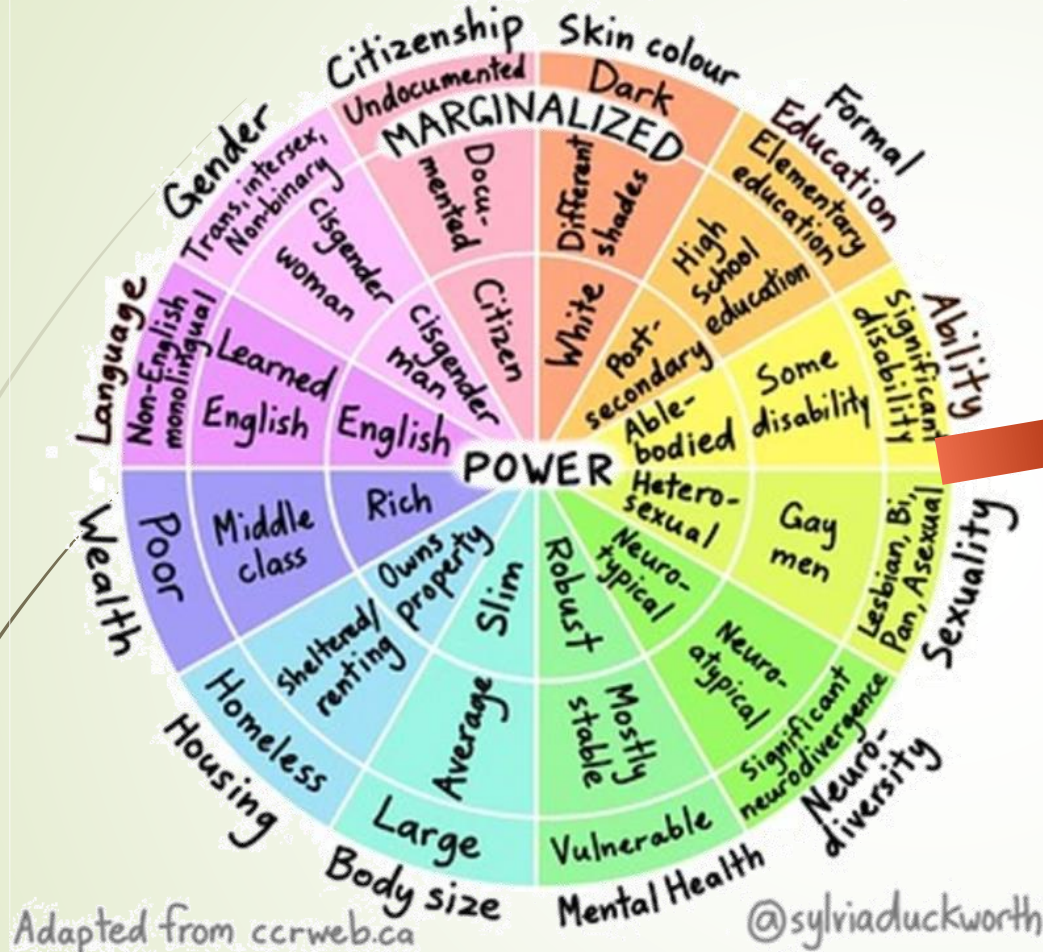 Citizenship
Undocumented
Docu-
mented
Citizen
Skin colour
Dark
Different
shades
White
Formal
Education
Elementary
education
High
School
education
Post-
secondary
Ability
Significant
disability
Some
disability
Able-
bodied
Sexuality
Lesbian, Bi,
Pan, Asexual
Gay
men
Hetero-
sexual
Neuro-
diversity
Significant
neurodivergence
Neuro-
atypical
Neuro-
typical
Mental Health
Vulnerable
Mostly
stable
Robust
Body size
Large
Average
Slim
Housing
Homeless
Sheltered/
renting
Owns
property
Wealth
Poor
Middle
class
Rich
Language
Non-English
monolingual
Learned
English
English
Gender
Trans, intersex,
Non-binary
cisgender
woman
cisgender
man
MARGINALIZED
POWER
Adapted from ccrweb.ca
@sylviaduckworth